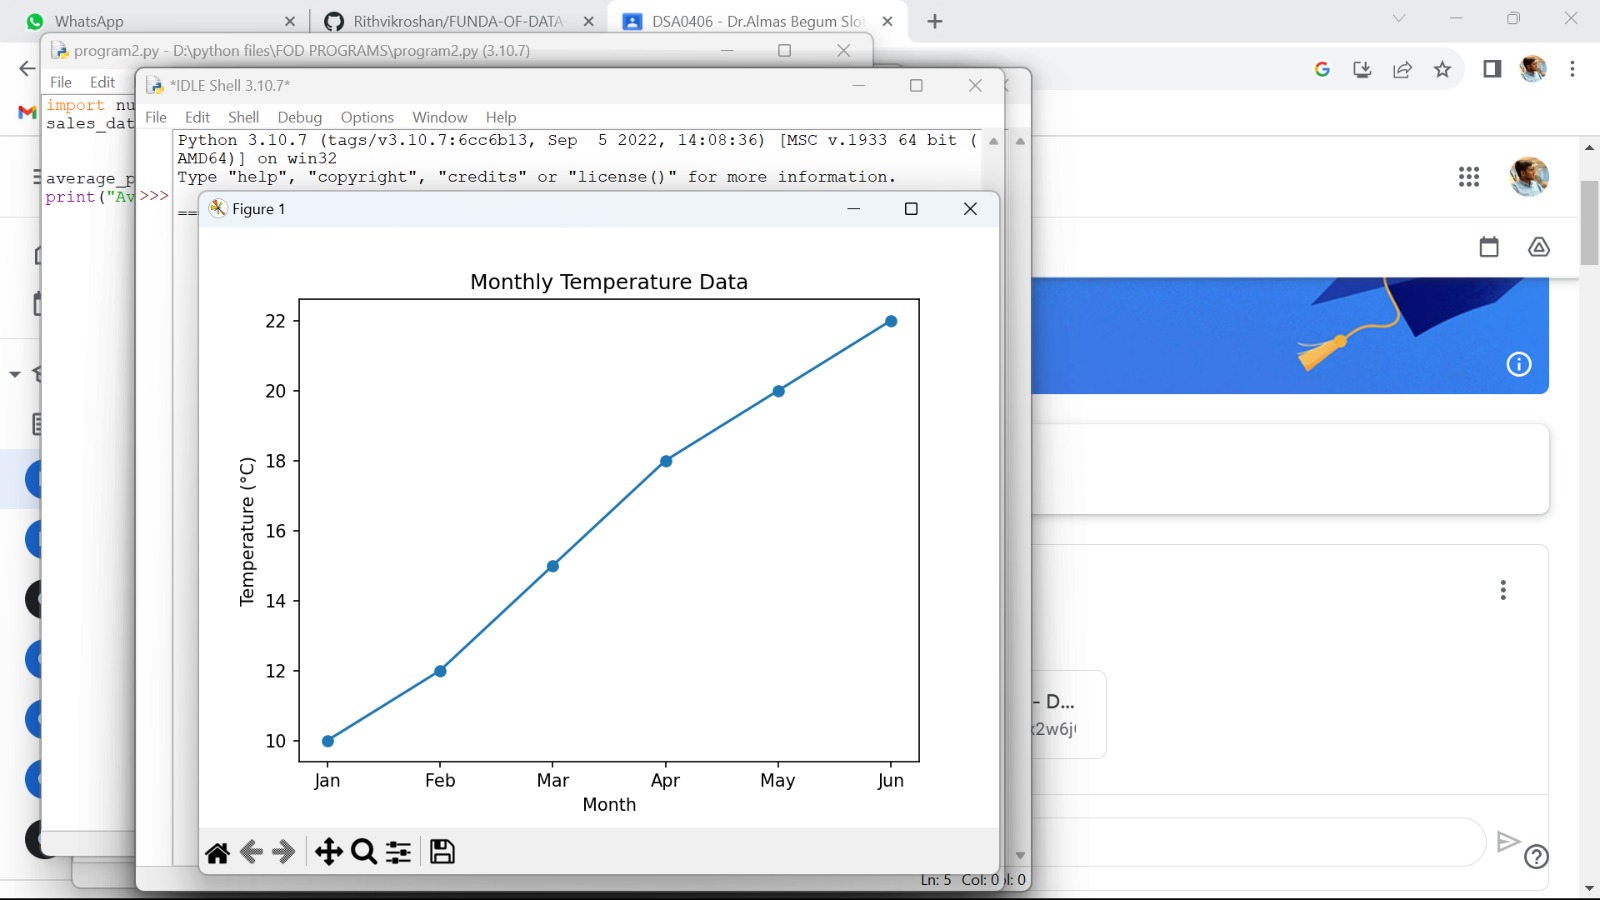 WhatsApp
Rithvikroshan/FUNDA-OF-DATA-
DSA0406 - Dr.Almas Begum Slot
program2.py - D:\python files\FOD PROGRAMS\program2.py (3.10.7)
File Edit
import nu
sales_dat
average_p
print("Av
*IDLE Shell 3.10.7*
File Edit Shell Debug Options Window Help
Python 3.10.7 (tags/v3.10.7:6cc6b13, Sep  5 2022, 14:08:36) [MSC v.1933 64 bit (
AMD64)] on win32
Type "help", "copyright", "credits" or "license()" for more information.
>>>
==
Figure 1
Monthly Temperature Data
22
20
18
16
14
12
10
Temperature (°C)
Jan Feb Mar Apr May Jun
Month
Ln: 5 Col: 0
l: 0
- D...